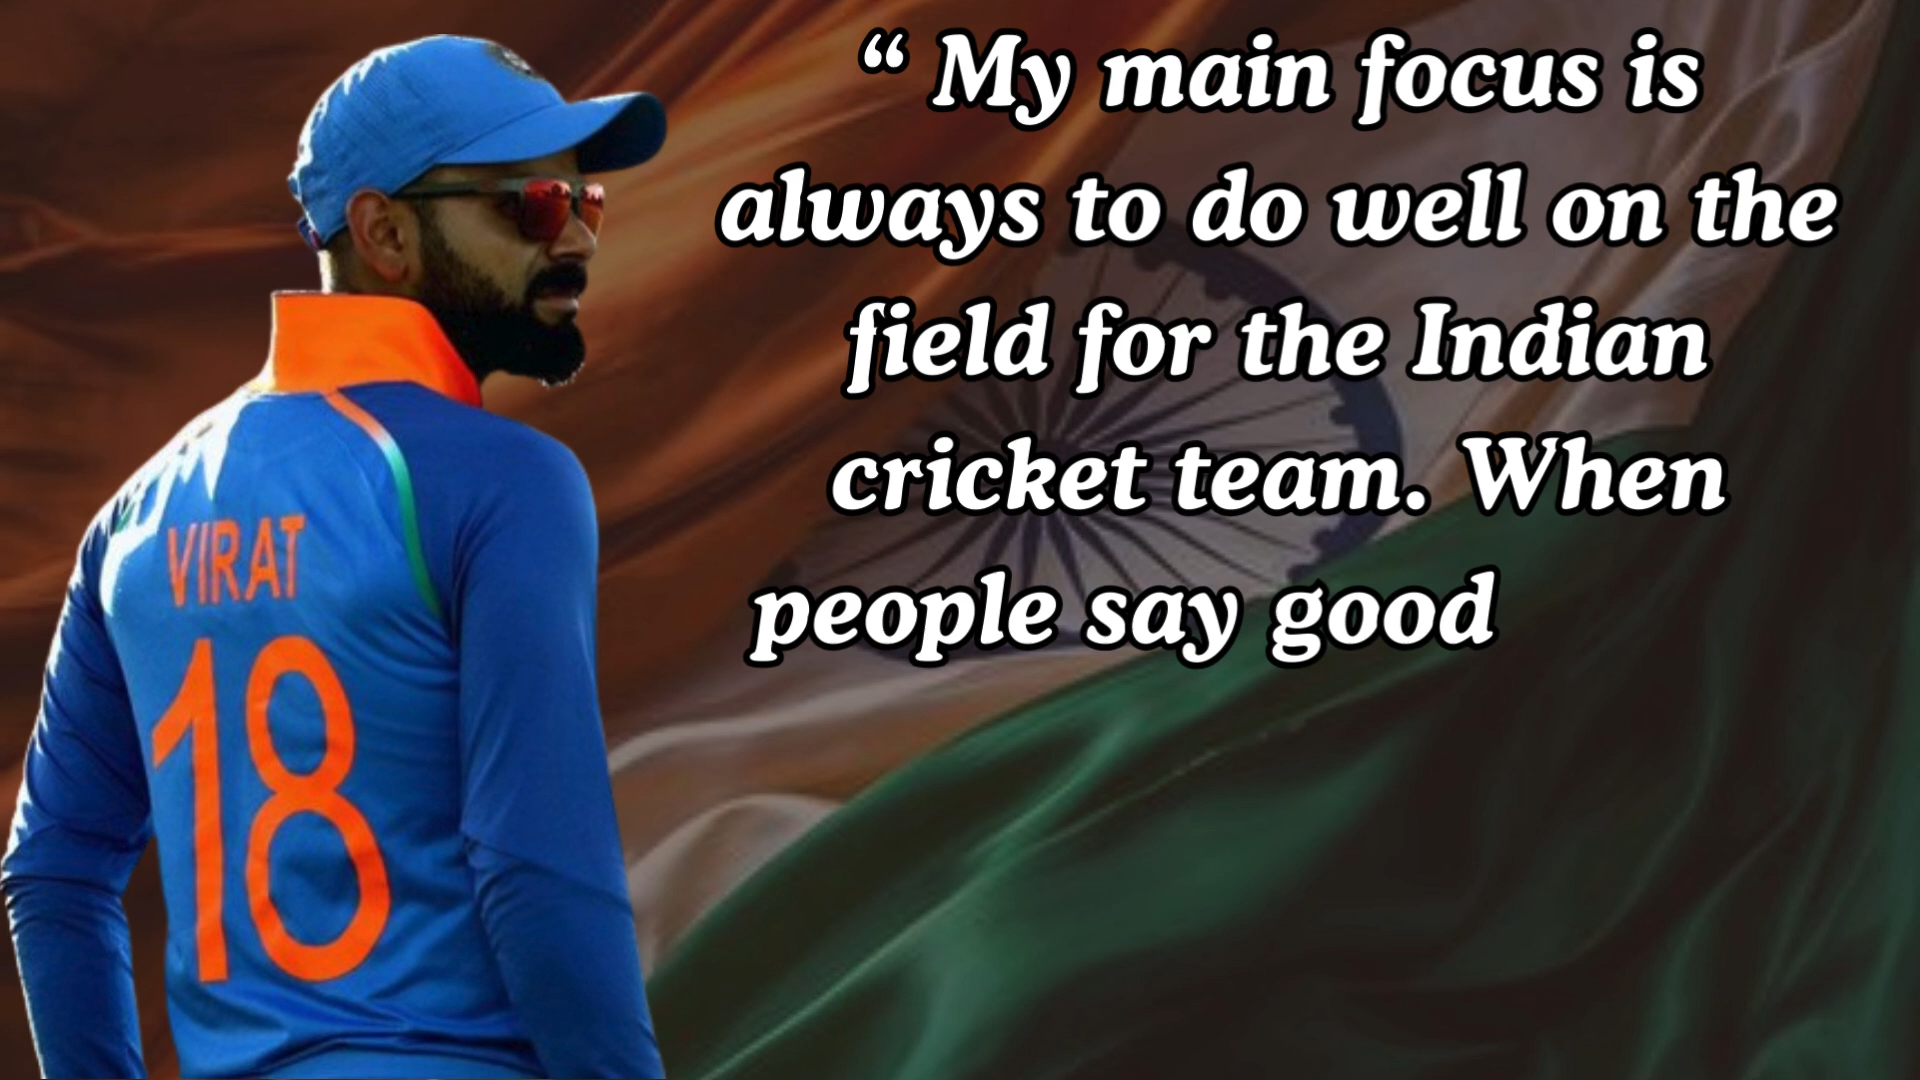 “ My main focus is
always to do well on the
field for the Indian
cricket team. When
people say good
VIRAT
18